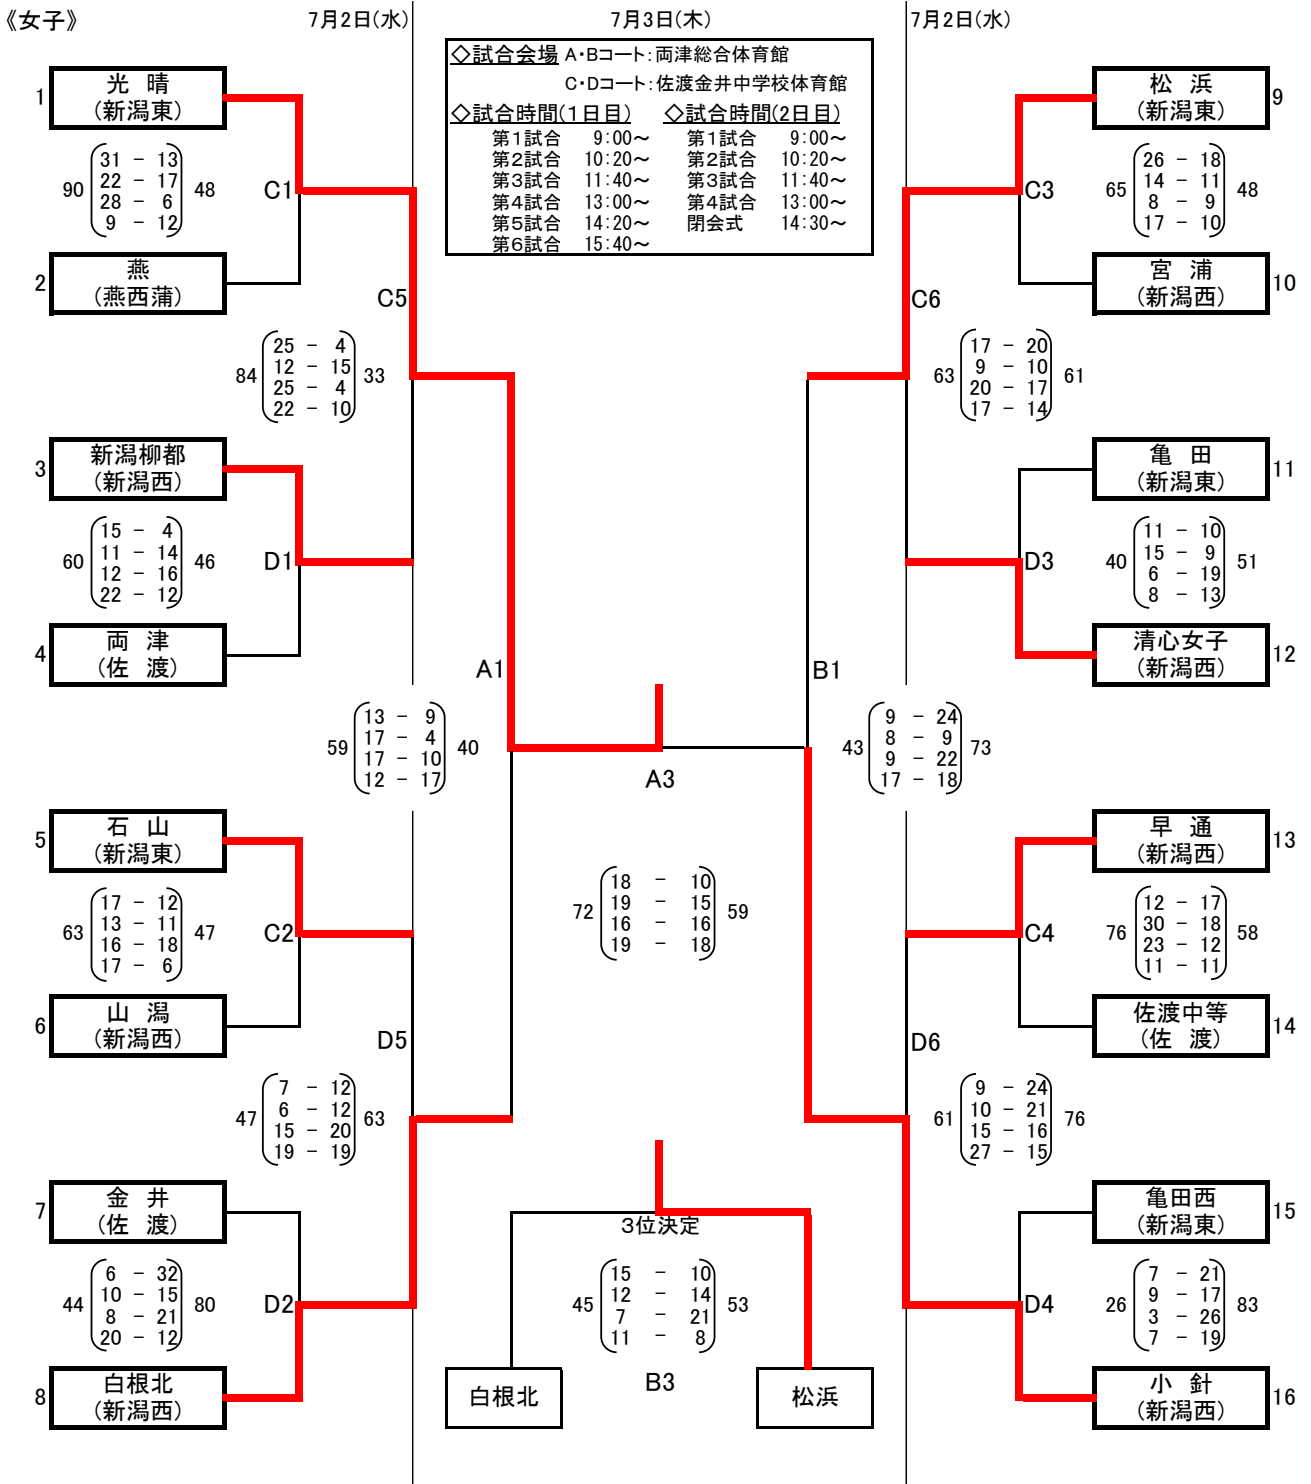 《女子》
7月2日(水)
7月3日(木)
7月2日(水)
◇試合会場 A・Bコート:両津総合体育館
C・Dコート:佐渡金井中学校体育館
◇試合時間(1日目) ◇試合時間(2日目)
第1試合 9:00～ 第1試合 9:00～
第2試合 10:20～ 第2試合 10:20～
第3試合 11:40～ 第3試合 11:40～
第4試合 13:00～ 第4試合 13:00～
第5試合 14:20～ 閉会式 14:30～
第6試合 15:40～
1
光 晴
(新潟東)
31 - 13
22 - 17
28 - 6
9 - 12
90
48
C1
2
燕
(燕西蒲)
C5
25 - 4
12 - 15
25 - 4
22 - 10
84
33
3
新潟柳都
(新潟西)
15 - 4
11 - 14
12 - 16
22 - 12
60
46
D1
4
両 津
(佐 渡)
A1
13 - 9
17 - 4
17 - 10
12 - 17
59
40
5
石 山
(新潟東)
17 - 12
13 - 11
16 - 18
17 - 6
63
47
C2
6
山 潟
(新潟西)
D5
7 - 12
6 - 12
15 - 20
19 - 19
47
63
7
金 井
(佐 渡)
6 - 32
10 - 15
8 - 21
20 - 12
44
80
D2
8
白根北
(新潟西)
A3
18 - 10
19 - 15
16 - 16
19 - 18
72
59
3位決定
15 - 10
12 - 14
7 - 21
11 - 8
45
53
B3
白根北
松浜
松 浜
(新潟東)
9
26 - 18
14 - 11
8 - 9
17 - 10
65
48
C3
宮 浦
(新潟西)
10
C6
17 - 20
9 - 10
20 - 17
17 - 14
63
61
亀 田
(新潟東)
11
11 - 10
15 - 9
6 - 19
8 - 13
40
51
D3
清心女子
(新潟西)
12
B1
9 - 24
8 - 9
9 - 22
17 - 18
43
73
早 通
(新潟西)
13
12 - 17
30 - 18
23 - 12
11 - 11
76
58
C4
佐渡中等
(佐 渡)
14
D6
9 - 24
10 - 21
15 - 16
27 - 15
61
76
亀田西
(新潟東)
15
7 - 21
9 - 17
3 - 26
7 - 19
26
83
D4
小 針
(新潟西)
16